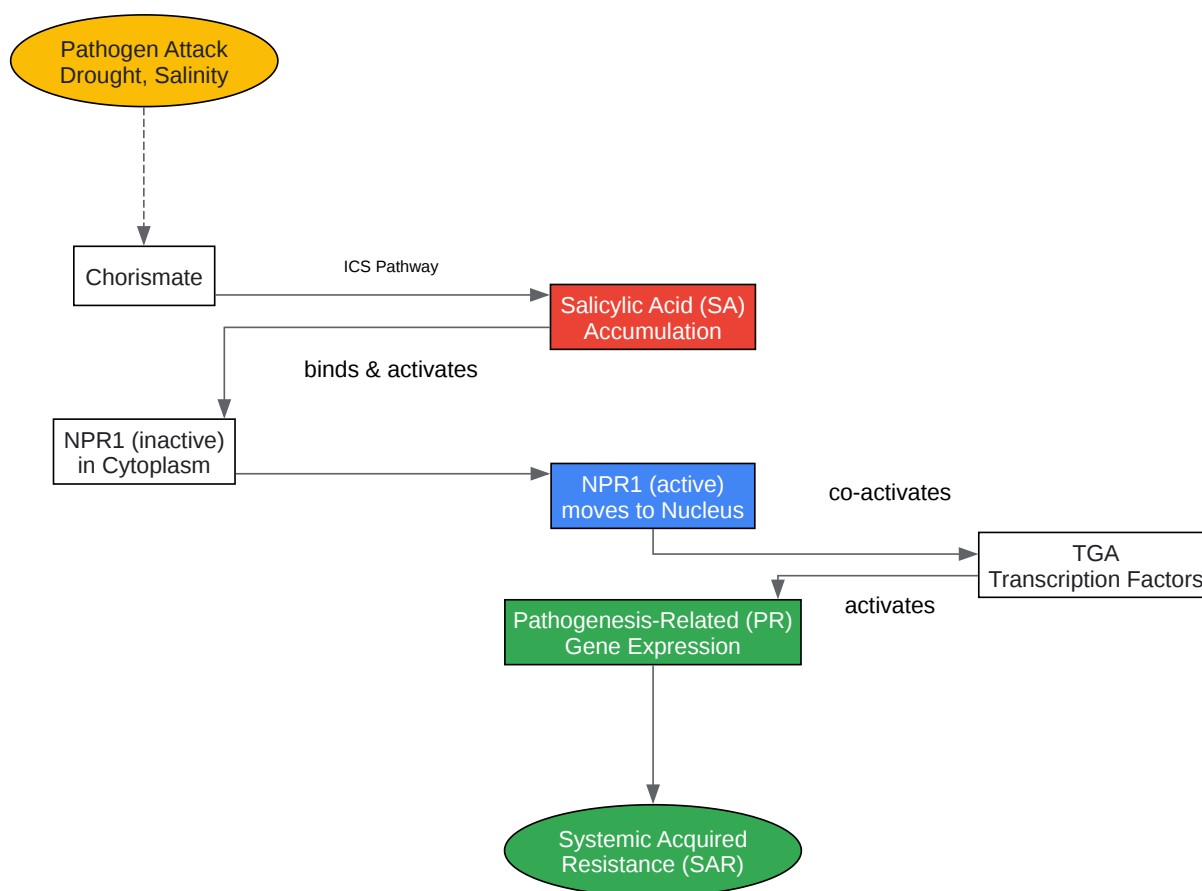 Pathogen Attack
Drought, Salinity
Chorismate
ICS Pathway
Salicylic Acid (SA)
Accumulation
binds & activates
NPR1 (inactive)
in Cytoplasm
NPR1 (active)
moves to Nucleus
co-activates
TGA
Transcription Factors
activates
Pathogenesis-Related (PR)
Gene Expression
Systemic Acquired
Resistance (SAR)